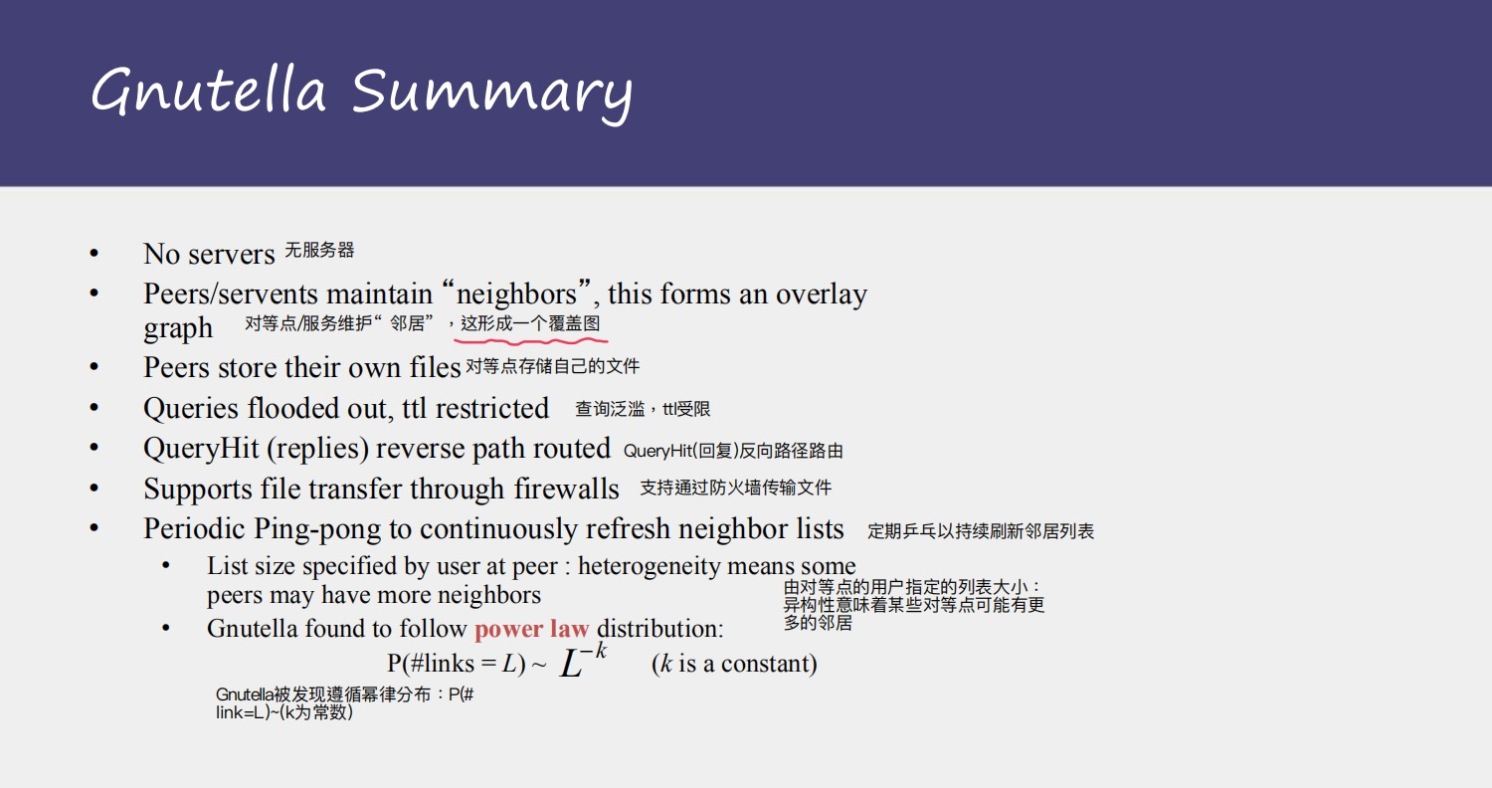 Gnutella Summary
• No servers 无服务器
• Peers/servents maintain “neighbors”, this forms an overlay
graph 对等点/服务维护“ 邻居” ，这形成一个覆盖图
• Peers store their own files 对等点存储自己的文件
• Queries flooded out, ttl restricted 查询泛滥，ttl受限
• QueryHit (replies) reverse path routed QueryHit(回复)反向路径路由
• Supports file transfer through firewalls 支持通过防火墙传输文件
• Periodic Ping-pong to continuously refresh neighbor lists 定期乒乓以持续刷新邻居列表
• List size specified by user at peer : heterogeneity means some
peers may have more neighbors
由对等点的用户指定的列表大小：
异构性意味着某些对等点可能有更
多的邻居
• Gnutella found to follow power law distribution:
P(#links = L) ~ L^{-k} (k is a constant)
Gnutella被发现遵循幂律分布：P(#
link=L)~(k为常数)